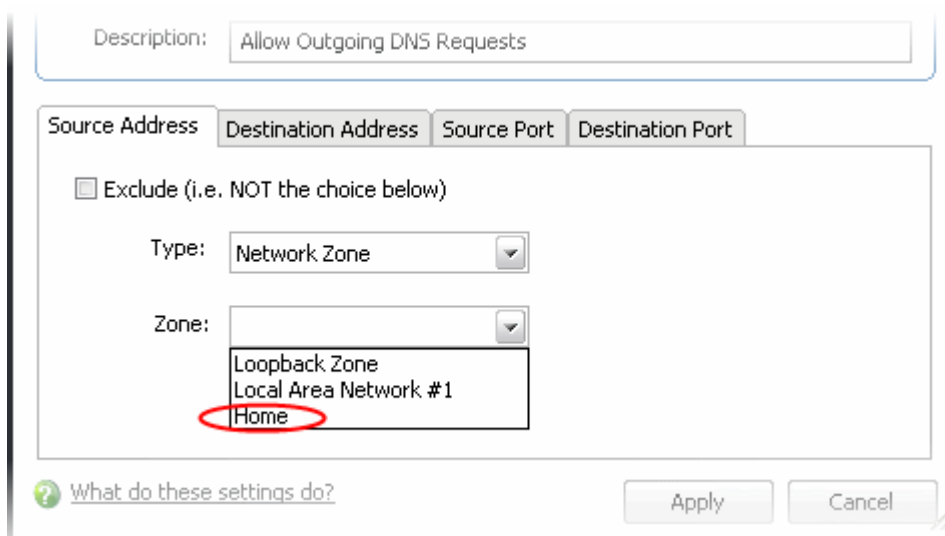 Description: Allow Outgoing DNS Requests
Source Address Destination Address Source Port Destination Port
Exclude (i.e. NOT the choice below)
Type: Network Zone
Zone:
Loopback Zone
Local Area Network #1
Home
What do these settings do? Apply Cancel